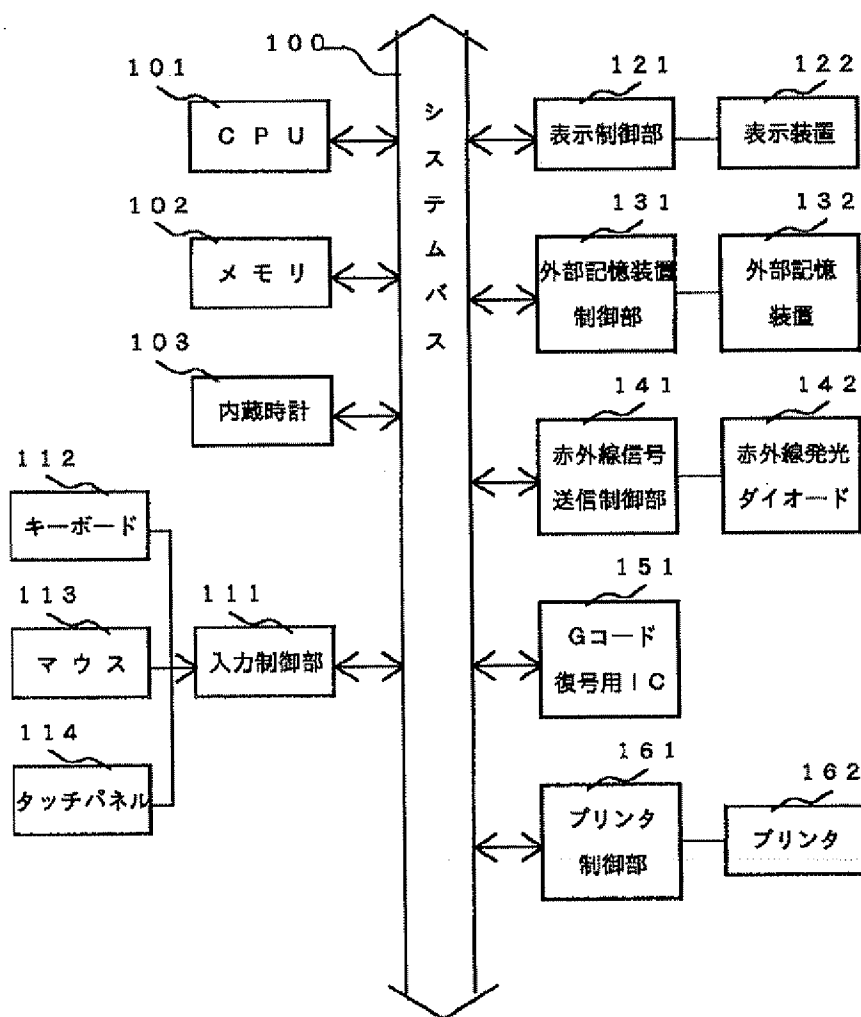 100
101
CPU
102
メモリ
103
内蔵時計
112
キーボード
113
マウス
114
タッチパネル
111
入力制御部
システムバス
121
表示制御部
122
表示装置
131
外部記憶装置
制御部
132
外部記憶
装置
141
赤外線信号
送信制御部
142
赤外線発光
ダイオード
151
Gコード
復号用IC
161
プリンタ
制御部
162
プリンタ